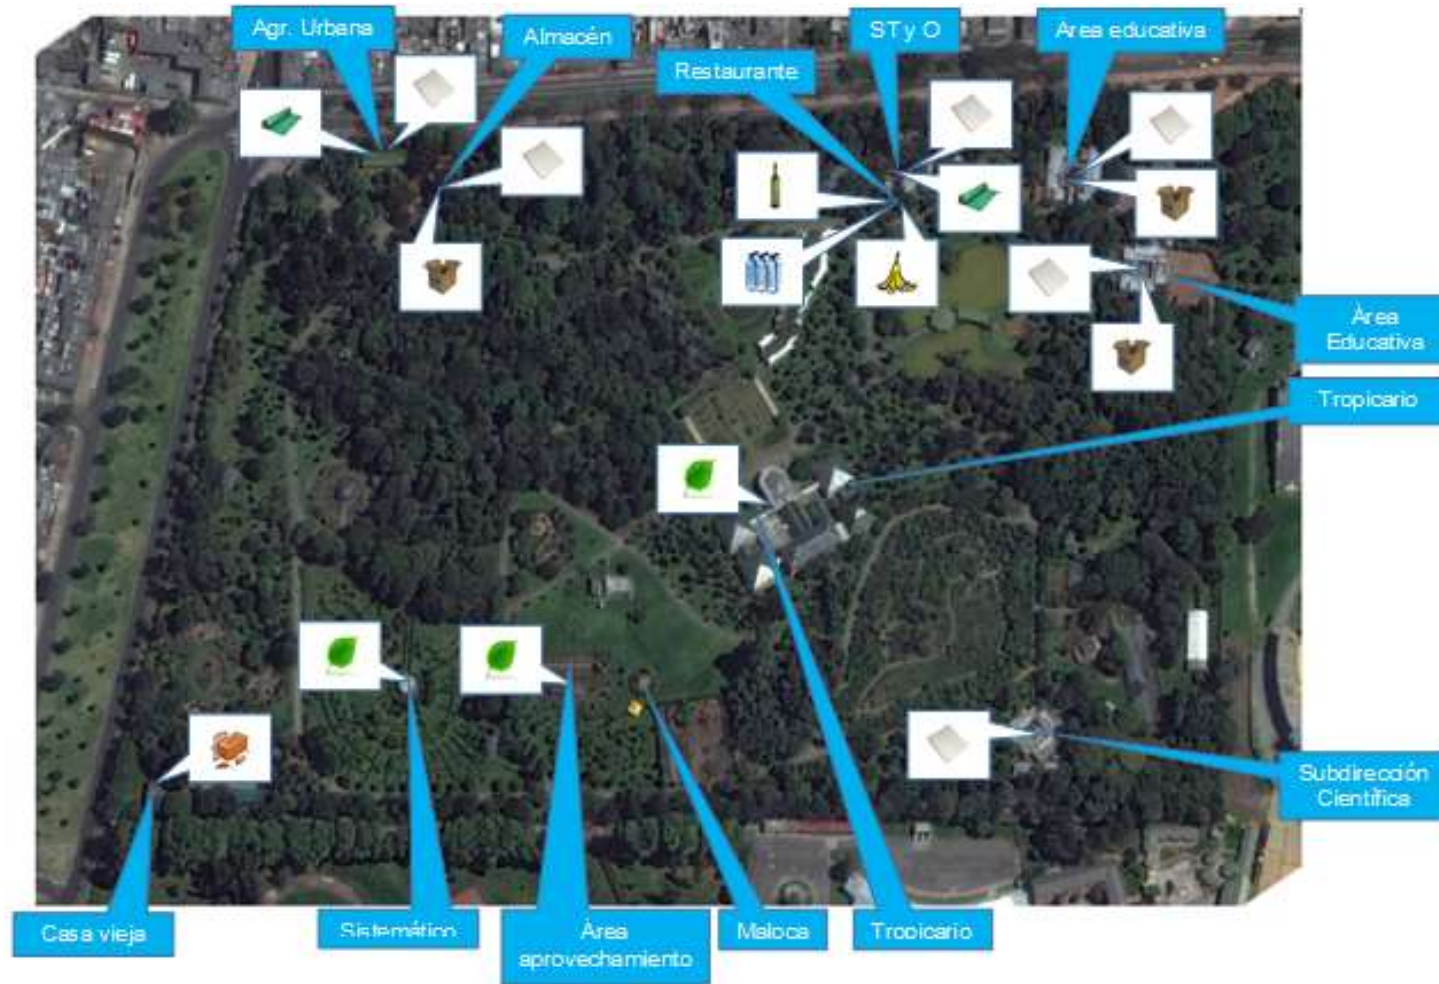 Agr. Urbana
Almacén
ST y O
Area educativa
Restaurante
Área
Educativa
Tropicario
Subdirección
Científica
Casa vieja
Sistemático
Área
aprovechamiento
Maloca
Tropicario